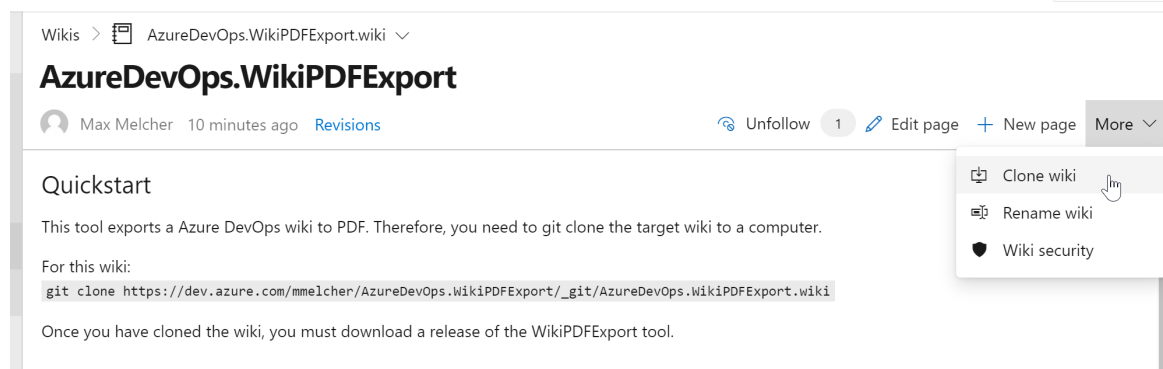 Wikis > AzureDevOps.WikiPDFExport.wiki
AzureDevOps.WikiPDFExport
Max Melcher 10 minutes ago Revisions Unfollow 1 Edit page + New page More
Clone wiki
Rename wiki
Wiki security
Quickstart
This tool exports a Azure DevOps wiki to PDF. Therefore, you need to git clone the target wiki to a computer.
For this wiki:
git clone https://dev.azure.com/mmelcher/AzureDevOps.WikiPDFExport/_git/AzureDevOps.WikiPDFExport.wiki
Once you have cloned the wiki, you must download a release of the WikiPDFExport tool.